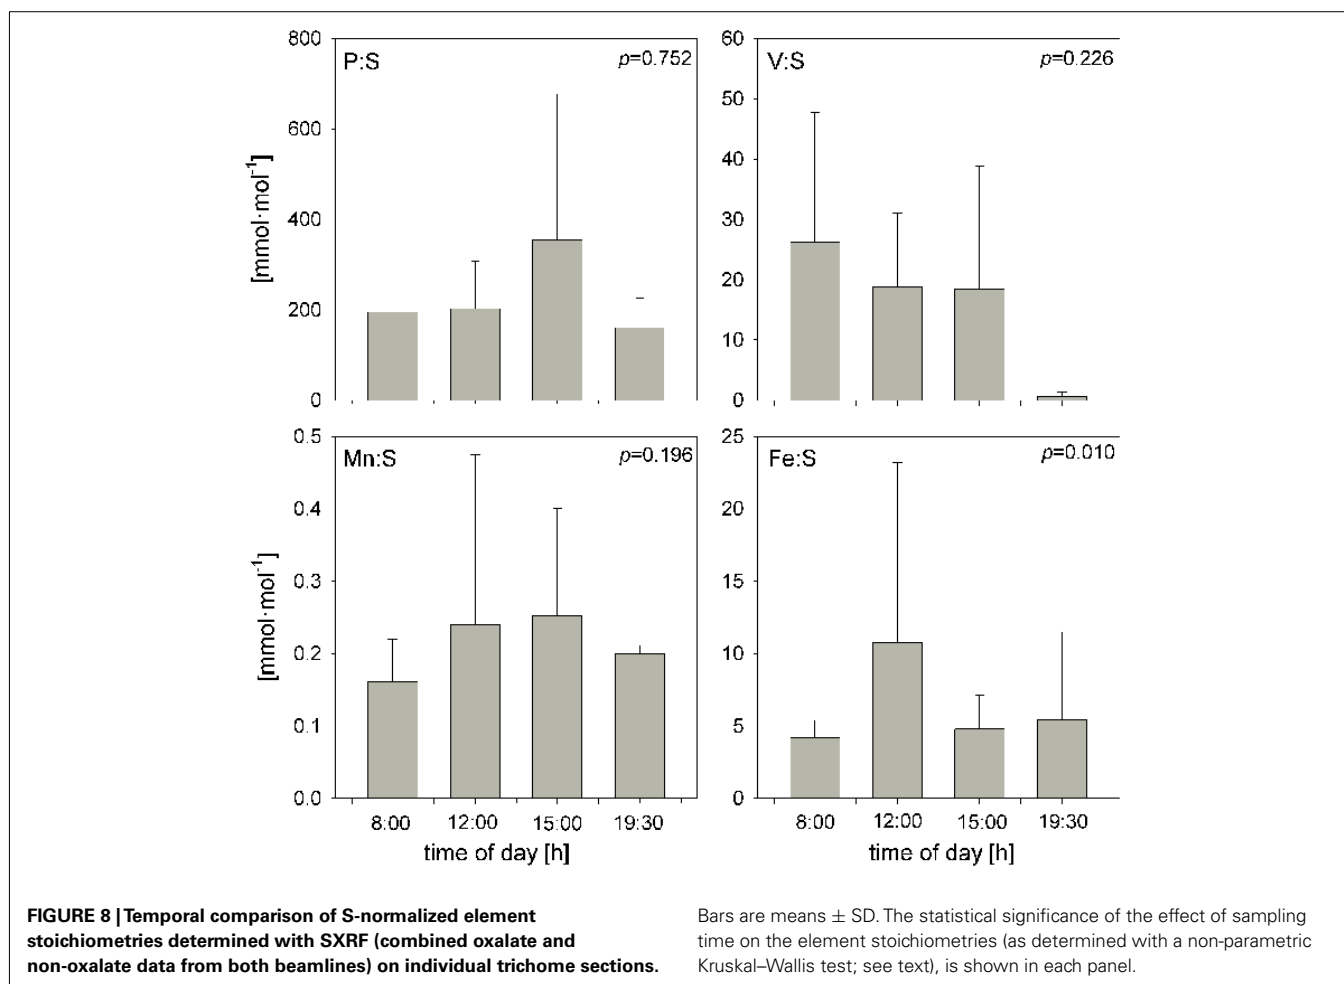 P:S
p=0.752
800
600
400
200
0
[mmol·mol⁻¹]
V:S
p=0.226
60
50
40
30
20
10
0
Mn:S
p=0.196
0.5
0.4
0.3
0.2
0.1
0.0
[mmol·mol⁻¹]
8:00 12:00 15:00 19:30
time of day [h]
Fe:S
p=0.010
25
20
15
10
5
0
8:00 12:00 15:00 19:30
time of day [h]
FIGURE 8 | Temporal comparison of S-normalized element
stoichiometries determined with SXRF (combined oxalate and
non-oxalate data from both beamlines) on individual trichome sections.
Bars are means ± SD. The statistical significance of the effect of sampling
time on the element stoichiometries (as determined with a non-parametric
Kruskal–Wallis test; see text), is shown in each panel.